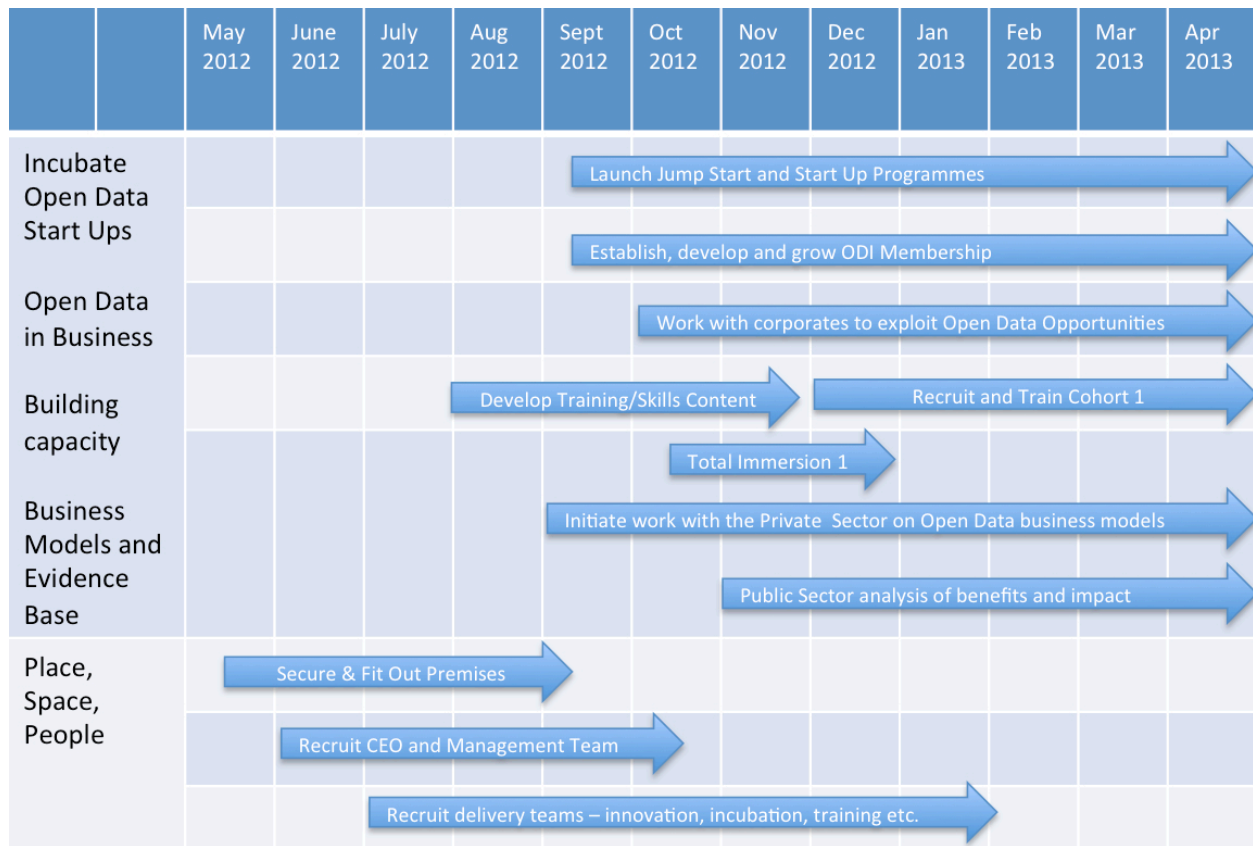 May 2012
June 2012
July 2012
Aug 2012
Sept 2012
Oct 2012
Nov 2012
Dec 2012
Jan 2013
Feb 2013
Mar 2013
Apr 2013
Incubate
Open Data
Start Ups
Launch Jump Start and Start Up Programmes
Establish, develop and grow ODI Membership
Open Data
in Business
Work with corporates to exploit Open Data Opportunities
Building
capacity
Develop Training/Skills Content
Recruit and Train Cohort 1
Total Immersion 1
Business
Models and
Evidence
Base
Initiate work with the Private Sector on Open Data business models
Public Sector analysis of benefits and impact
Place,
Space,
People
Secure & Fit Out Premises
Recruit CEO and Management Team
Recruit delivery teams – innovation, incubation, training etc.